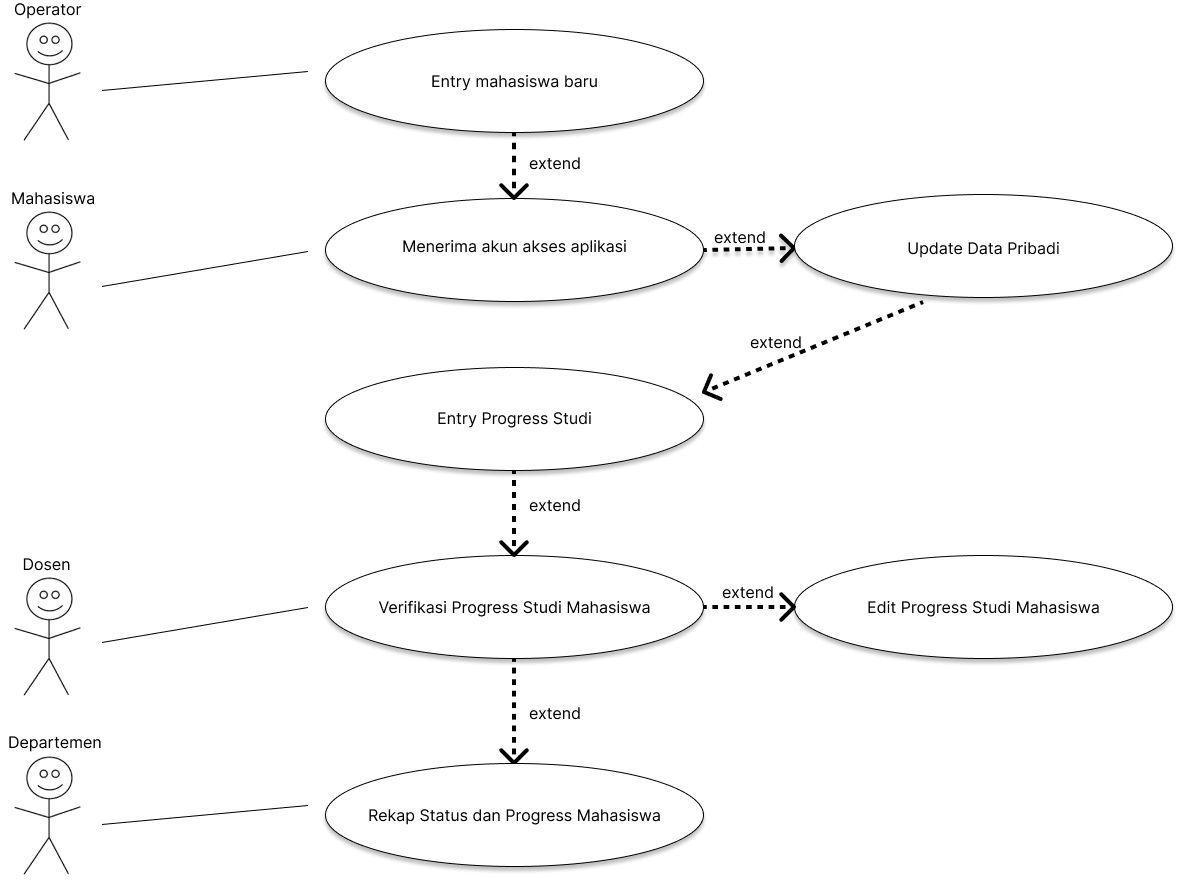 Operator
Entry mahasiswa baru
extend
Mahasiswa
Menerima akun akses aplikasi
extend
Update Data Pribadi
extend
Entry Progress Studi
extend
Dosen
Verifikasi Progress Studi Mahasiswa
extend
Edit Progress Studi Mahasiswa
extend
Departemen
Rekap Status dan Progress Mahasiswa